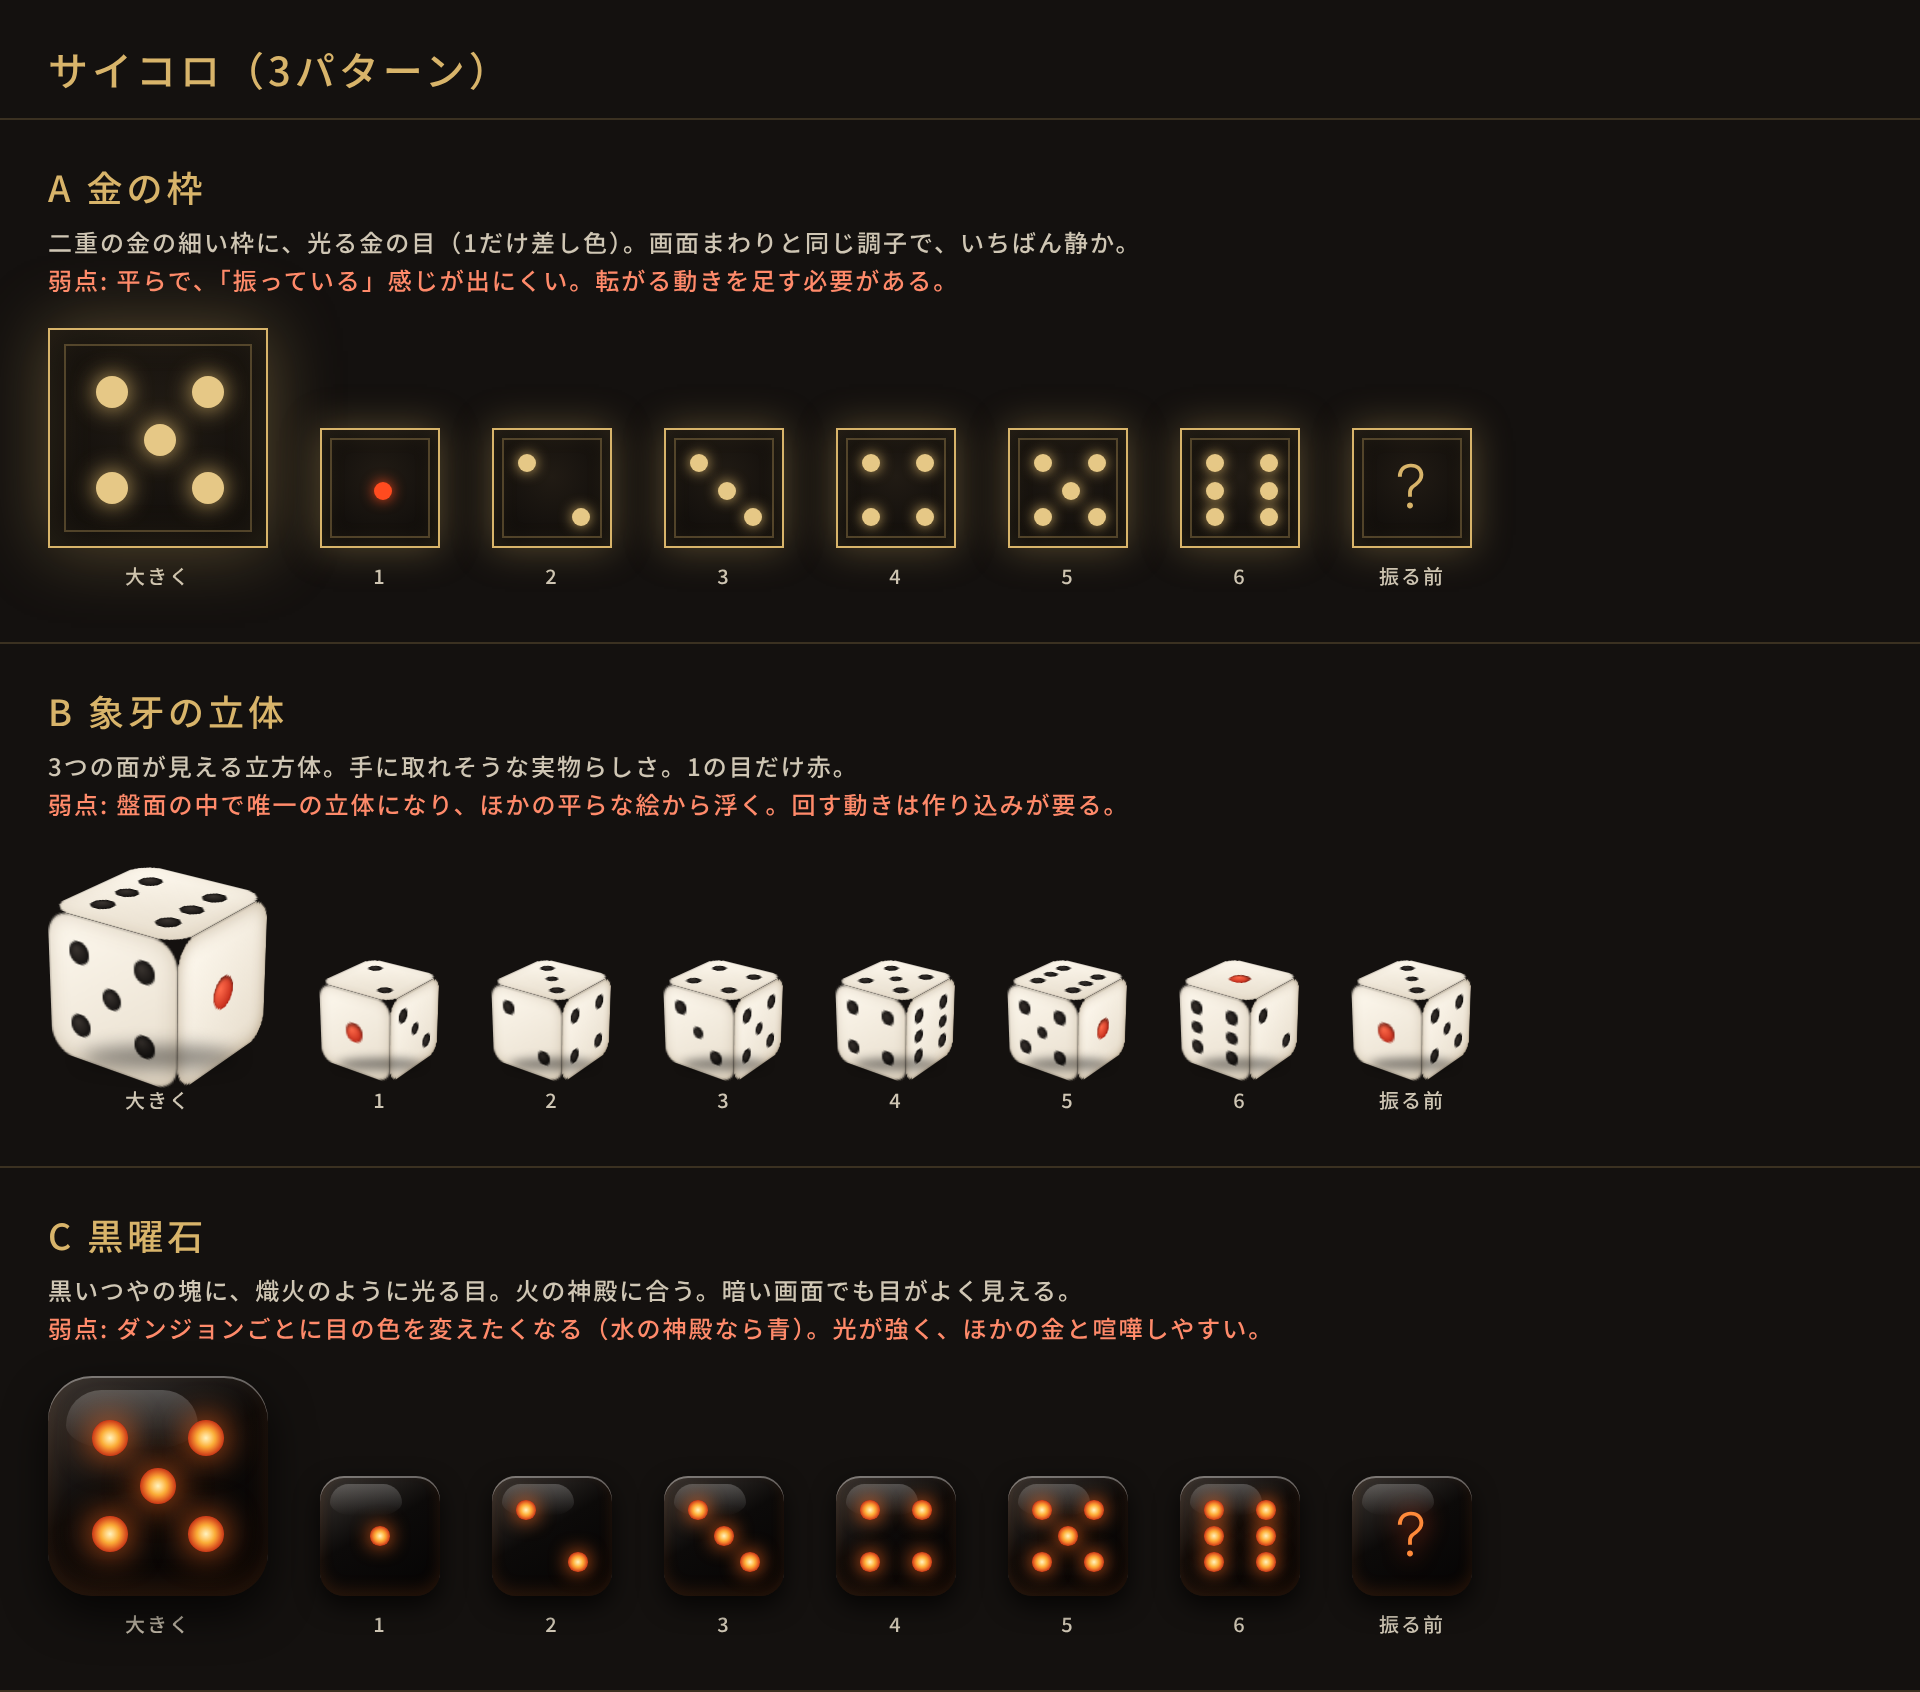 サイコロ（3パターン）
A 金の枠
二重の金の細い枠に、光る金の目（1だけ差し色）。画面まわりと同じ調子で、いちばん静か。
弱点: 平らで、「振っている」感じが出にくい。転がる動きを足す必要がある。
?
大きく 1 2 3 4 5 6 振る前
B 象牙の立体
3つの面が見える立方体。手に取れそうな実物らしさ。1の目だけ赤。
弱点: 盤面の中で唯一の立体になり、ほかの平らな絵から浮く。回す動きは作り込みが要る。
大きく 1 2 3 4 5 6 振る前
C 黒曜石
黒いつやの塊に、熾火のように光る目。火の神殿に合う。暗い画面でも目がよく見える。
弱点: ダンジョンごとに目の色を変えたくなる（水の神殿なら青）。光が強く、ほかの金と喧嘩しやすい。
?
大きく 1 2 3 4 5 6 振る前